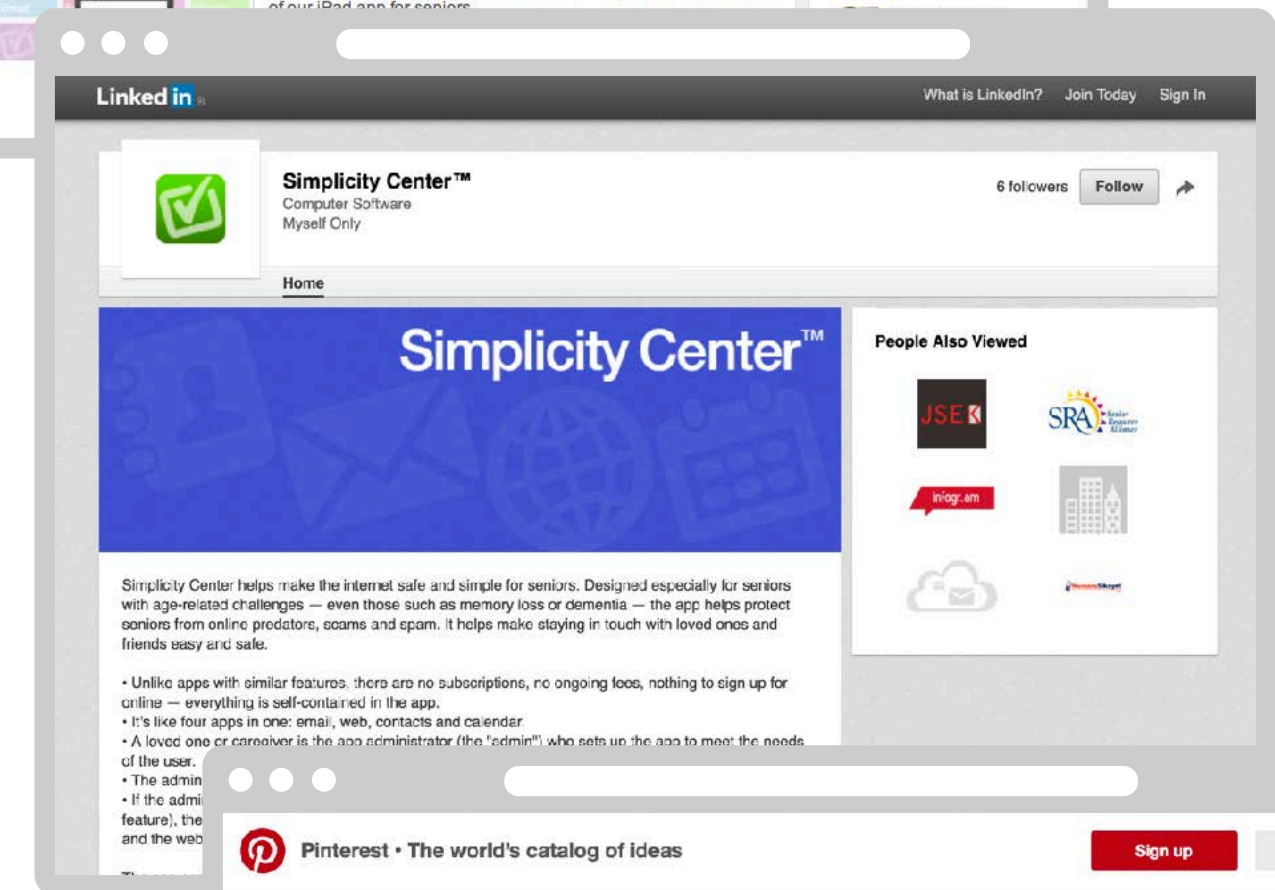 Email
of our iPad app for seniors
Linked in
What is LinkedIn? Join Today Sign In
Simplicity Center™
Computer Software
Myself Only
6 followers Follow
Home
Simplicity Center™
People Also Viewed
JSEK
SRA Senior Resource Alliance
infogr.am
Simplicity Center helps make the internet safe and simple for seniors. Designed especially for seniors
with age-related challenges — even those such as memory loss or dementia — the app helps protect
seniors from online predators, scams and spam. It helps make staying in touch with loved ones and
friends easy and safe.
• Unlike apps with similar features, there are no subscriptions, no ongoing fees, nothing to sign up for
online — everything is self-contained in the app.
• It's like four apps in one: email, web, contacts and calendar.
• A loved one or caregiver is the app administrator (the "admin") who sets up the app to meet the needs
of the user.
• The admin
• If the admi
feature), the
and the web
Pinterest • The world's catalog of ideas
Sign up